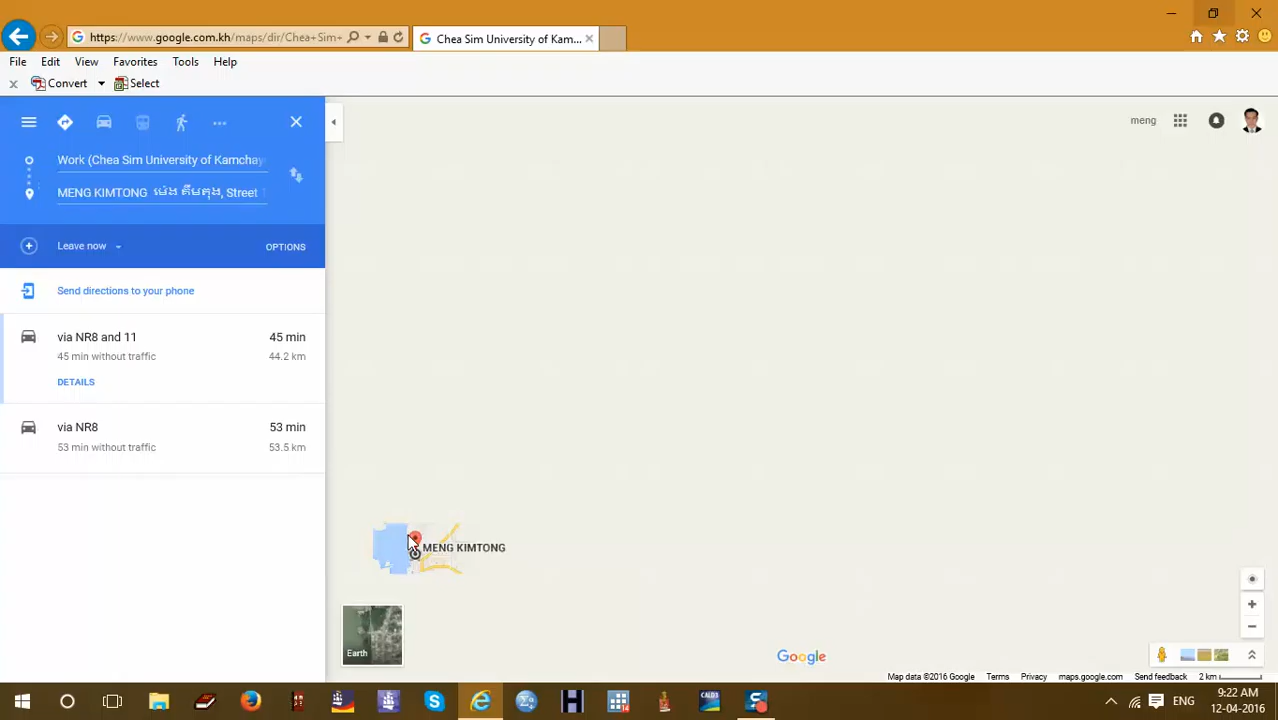 https://www.google.com.kh/maps/dir/Chea+Sim+
Chea Sim University of Kam...
File Edit View Favorites Tools Help
x Convert Select
meng
Work (Chea Sim University of Kamchay
MENG KIMTONG ម៉េង គឹមតុង, Street 1
Leave now
OPTIONS
Send directions to your phone
via NR8 and 11 45 min
45 min without traffic 44.2 km
DETAILS
via NR8 53 min
53 min without traffic 53.5 km
MENG KIMTONG
Earth
Google
Map data ©2016 Google Terms Privacy maps.google.com Send feedback 2 km
CALD3
ENG
9:22 AM
12-04-2016